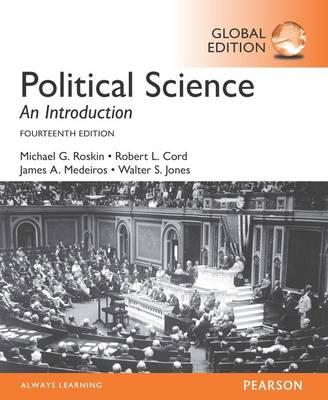 GLOBAL
EDITION
Political Science
An Introduction
FOURTEENTH EDITION
Michael G. Roskin • Robert L. Cord
James A. Medeiros • Walter S. Jones
ALWAYS LEARNING
PEARSON